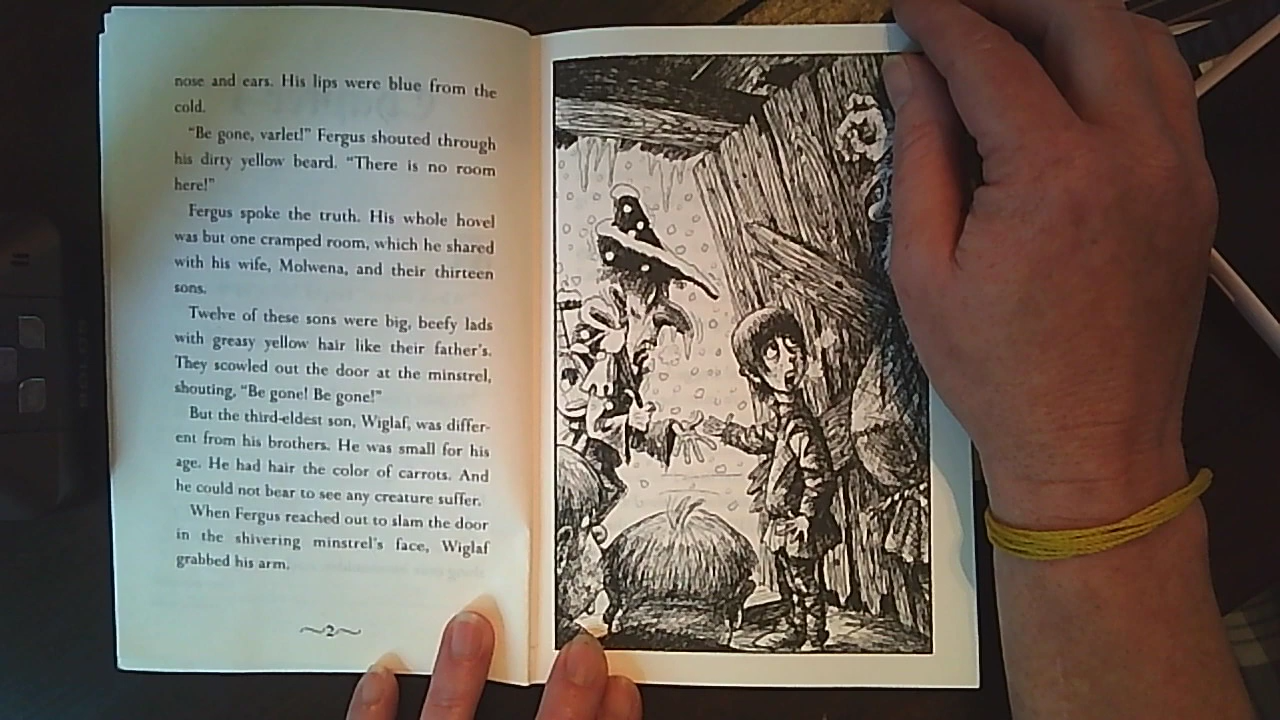 nose and ears. His lips were blue from the
cold.
“Be gone, varlet!” Fergus shouted through
his dirty yellow beard. “There is no room
here!”
Fergus spoke the truth. His whole hovel
was but one cramped room, which he shared
with his wife, Molwena, and their thirteen
sons.
Twelve of these sons were big, beefy lads
with greasy yellow hair like their father’s.
They scowled out the door at the minstrel,
shouting, “Be gone! Be gone!”
But the third-eldest son, Wiglaf, was differ-
ent from his brothers. He was small for his
age. He had hair the color of carrots. And
he could not bear to see any creature suffer.
When Fergus reached out to slam the door
in the shivering minstrel’s face, Wiglaf
grabbed his arm.
~2~